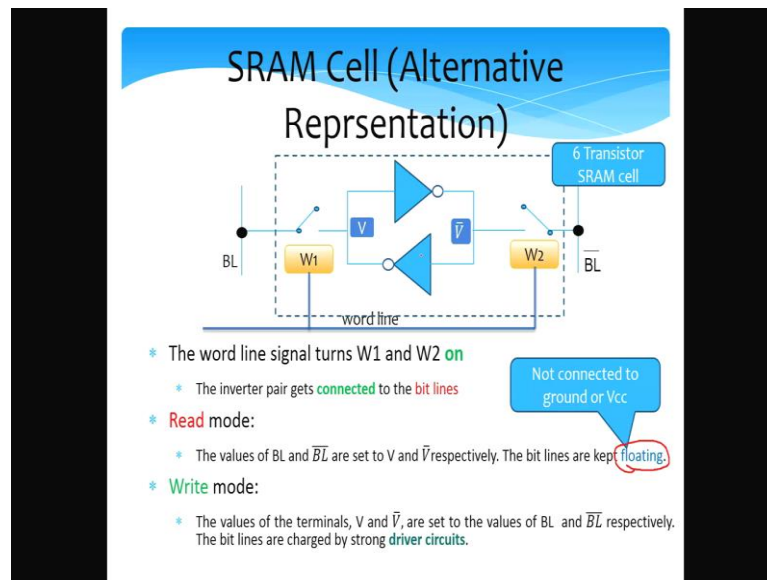 SRAM Cell (Alternative
Reprsentation)
6 Transistor
SRAM cell
V
V̄
BL
W1
W2
B̅L̅
word line
* The word line signal turns W1 and W2 on
* The inverter pair gets connected to the bit lines
Not connected to
ground or Vcc
* Read mode:
* The values of BL and B̅L̅ are set to V and V̄ respectively. The bit lines are kept floating.
* Write mode:
* The values of the terminals, V and V̄, are set to the values of BL and B̅L̅ respectively.
The bit lines are charged by strong driver circuits.